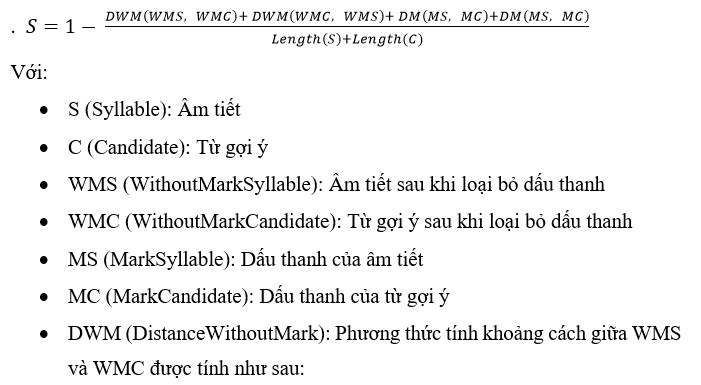 . S = 1 − (DWM(WMS, WMC)+ DWM(WMC, WMS)+ DM(MS, MC)+DM(MS, MC)) / (Length(S)+Length(C))
Với:
• S (Syllable): Âm tiết
• C (Candidate): Từ gợi ý
• WMS (WithoutMarkSyllable): Âm tiết sau khi loại bỏ dấu thanh
• WMC (WithoutMarkCandidate): Từ gợi ý sau khi loại bỏ dấu thanh
• MS (MarkSyllable): Dấu thanh của âm tiết
• MC (MarkCandidate): Dấu thanh của từ gợi ý
• DWM (DistanceWithoutMark): Phương thức tính khoảng cách giữa WMS
và WMC được tính như sau: